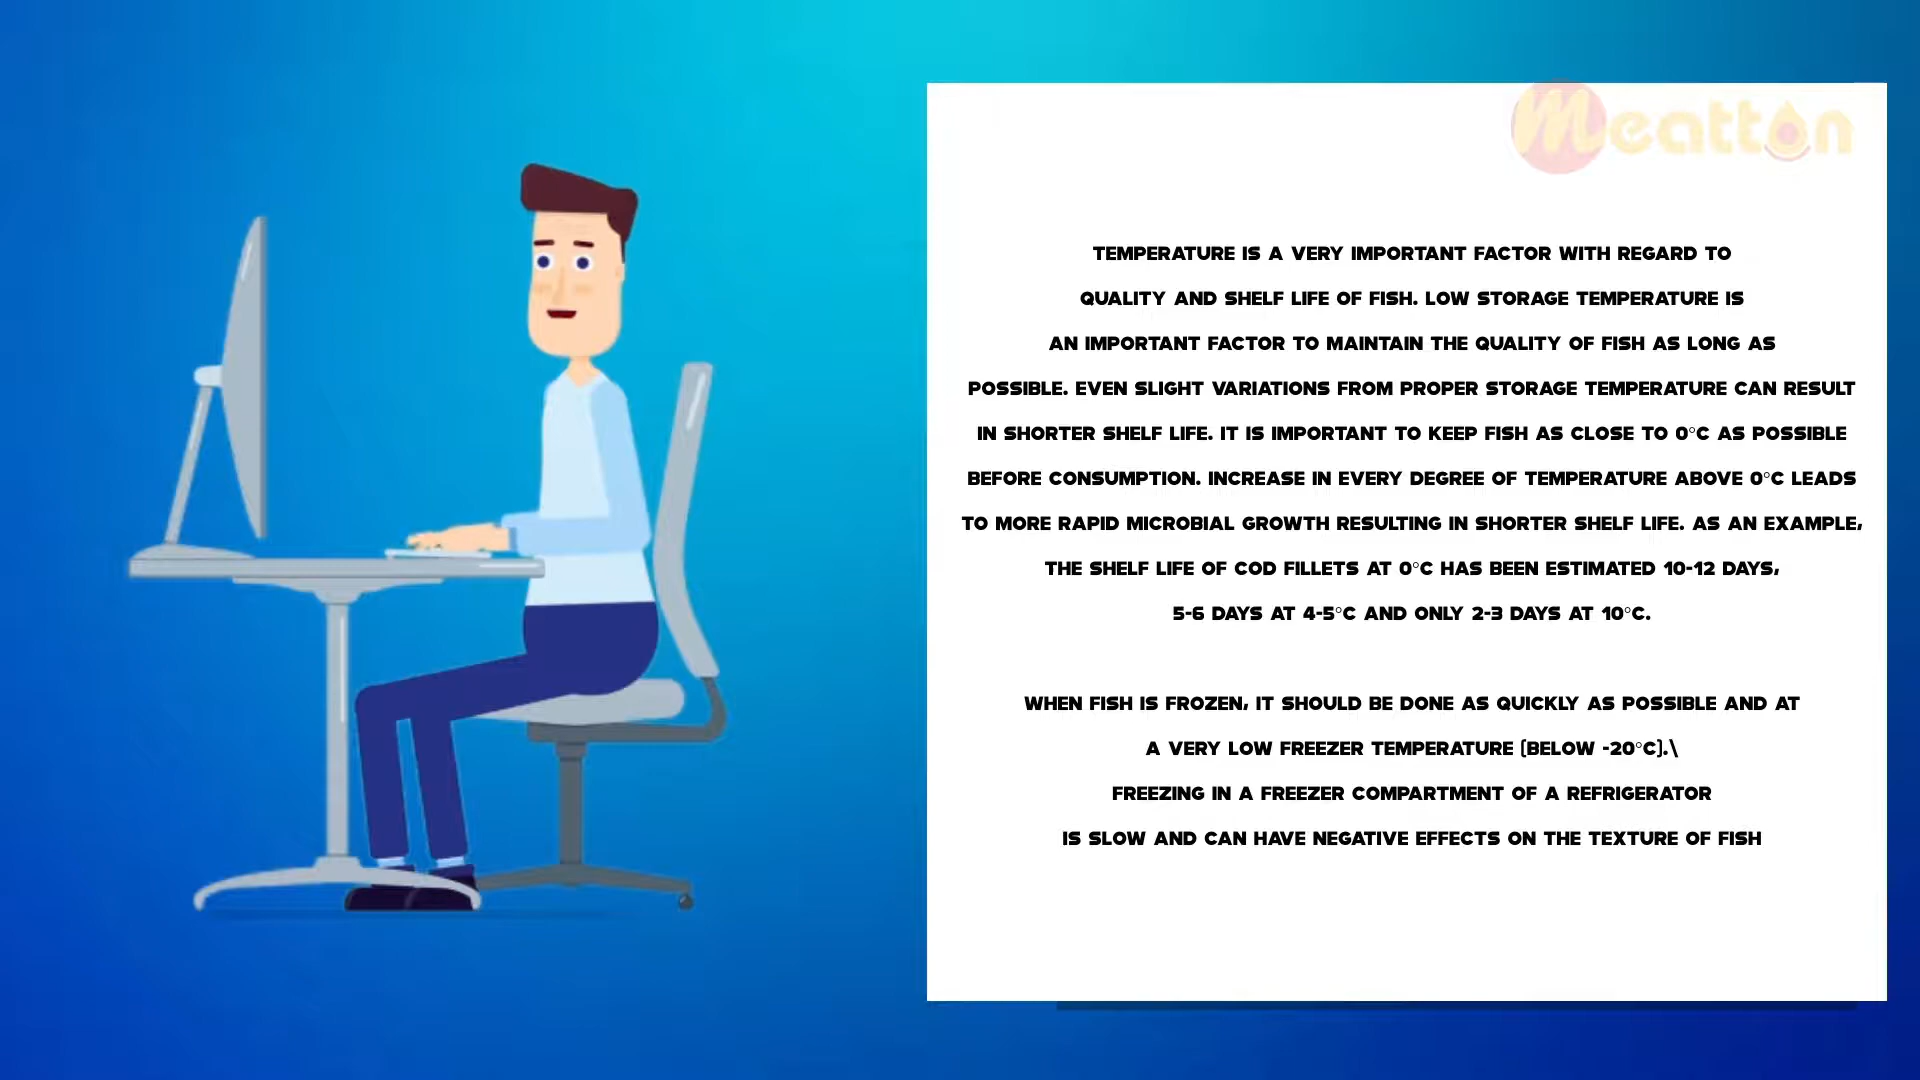 Meatton
TEMPERATURE IS A VERY IMPORTANT FACTOR WITH REGARD TO
QUALITY AND SHELF LIFE OF FISH. LOW STORAGE TEMPERATURE IS
AN IMPORTANT FACTOR TO MAINTAIN THE QUALITY OF FISH AS LONG AS
POSSIBLE. EVEN SLIGHT VARIATIONS FROM PROPER STORAGE TEMPERATURE CAN RESULT
IN SHORTER SHELF LIFE. IT IS IMPORTANT TO KEEP FISH AS CLOSE TO 0°C AS POSSIBLE
BEFORE CONSUMPTION. INCREASE IN EVERY DEGREE OF TEMPERATURE ABOVE 0°C LEADS
TO MORE RAPID MICROBIAL GROWTH RESULTING IN SHORTER SHELF LIFE. AS AN EXAMPLE,
THE SHELF LIFE OF COD FILLETS AT 0°C HAS BEEN ESTIMATED 10-12 DAYS,
5-6 DAYS AT 4-5°C AND ONLY 2-3 DAYS AT 10°C.
WHEN FISH IS FROZEN, IT SHOULD BE DONE AS QUICKLY AS POSSIBLE AND AT
A VERY LOW FREEZER TEMPERATURE (BELOW -20°C).\
FREEZING IN A FREEZER COMPARTMENT OF A REFRIGERATOR
IS SLOW AND CAN HAVE NEGATIVE EFFECTS ON THE TEXTURE OF FISH